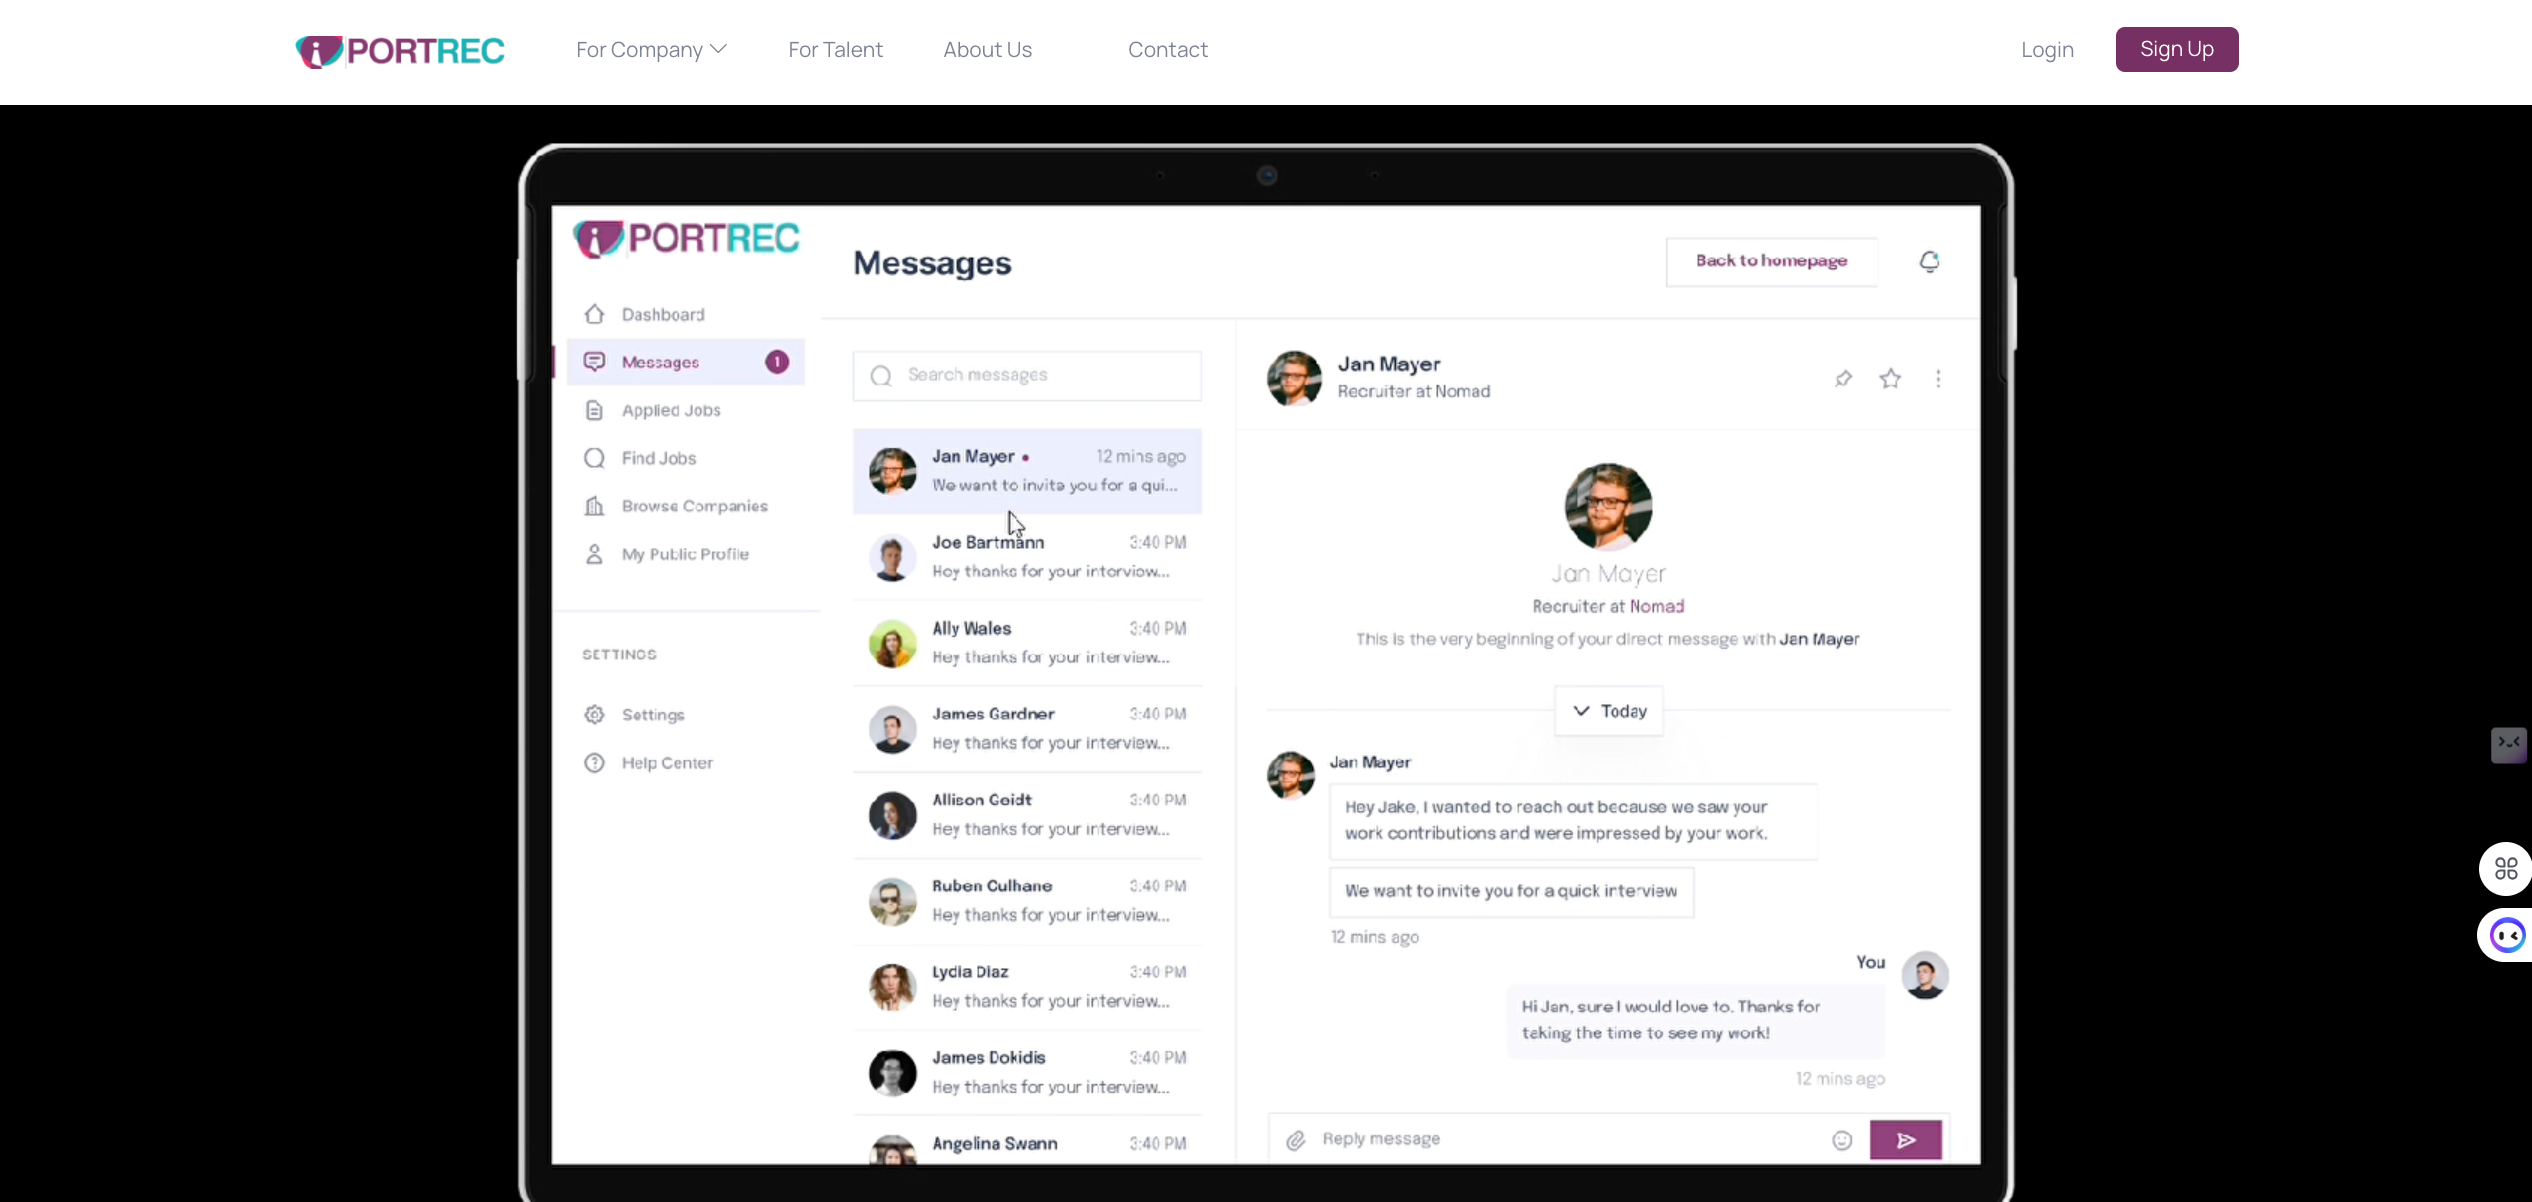 iPORTREC
For Company
For Talent
About Us
Contact
Login
Sign Up
iPORTREC
Messages
Back to homepage
Dashboard
Messages
1
Applied Jobs
Find Jobs
Browse Companies
My Public Profile
SETTINGS
Settings
Help Center
Search messages
Jan Mayer
12 mins ago
We want to invite you for a qui...
Joe Bartmann
3:40 PM
Hey thanks for your interview...
Ally Wales
3:40 PM
Hey thanks for your interview...
James Gardner
3:40 PM
Hey thanks for your interview...
Allison Geidt
3:40 PM
Hey thanks for your interview...
Ruben Culhane
3:40 PM
Hey thanks for your interview...
Lydia Diaz
3:40 PM
Hey thanks for your interview...
James Dokidis
3:40 PM
Hey thanks for your interview...
Angelina Swann
3:40 PM
Jan Mayer
Recruiter at Nomad
Jan Mayer
Recruiter at Nomad
This is the very beginning of your direct message with Jan Mayer
Today
Jan Mayer
Hey Jake, I wanted to reach out because we saw your
work contributions and were impressed by your work.
We want to invite you for a quick interview
12 mins ago
You
Hi Jan, sure I would love to. Thanks for
taking the time to see my work!
12 mins ago
Reply message